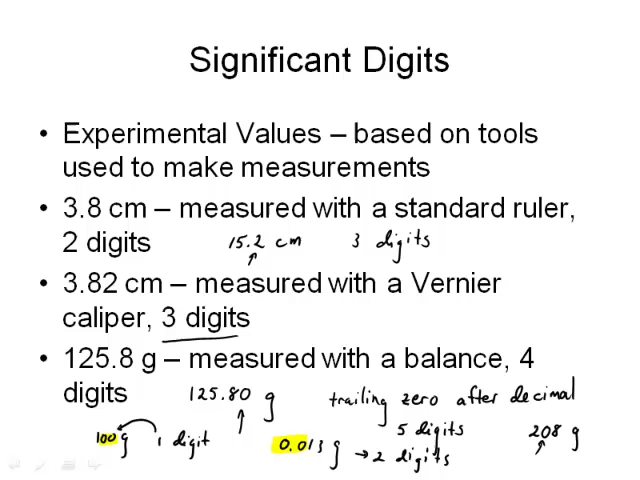 Significant Digits
• Experimental Values – based on tools
used to make measurements
• 3.8 cm – measured with a standard ruler,
2 digits 15.2 cm 3 digits
• 3.82 cm – measured with a Vernier
caliper, 3 digits
• 125.8 g – measured with a balance, 4
digits 125.80 g trailing zero after decimal
5 digits 208 g
100 g 1 digit 0.013 g → 2 digits